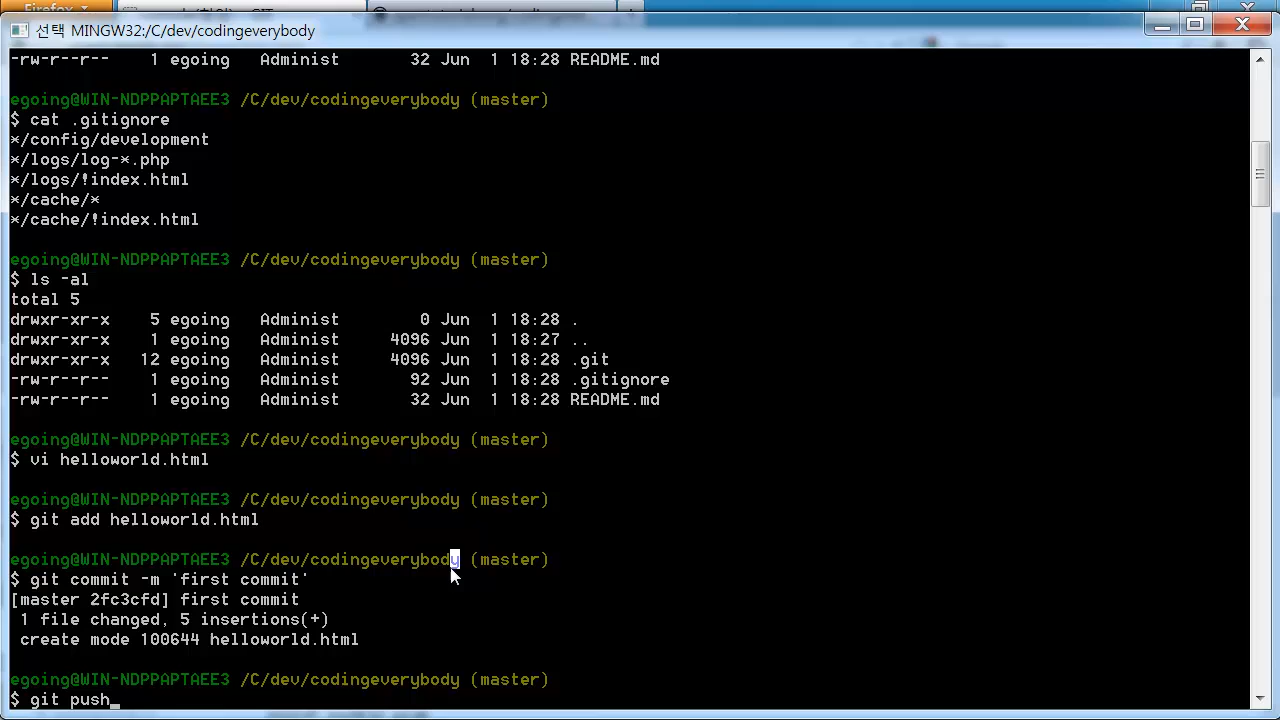 Firefox
선택 MINGW32:/C/dev/codingeverybody
-rw-r--r-- 1 egoing Administ 32 Jun 1 18:28 README.md
egoing@WIN-NDPPAPTAEE3 /C/dev/codingeverybody (master)
$ cat .gitignore
*/config/development
*/logs/log-*.php
*/logs/!index.html
*/cache/*
*/cache/!index.html
egoing@WIN-NDPPAPTAEE3 /C/dev/codingeverybody (master)
$ ls -al
total 5
drwxr-xr-x 5 egoing Administ 0 Jun 1 18:28 .
drwxr-xr-x 1 egoing Administ 4096 Jun 1 18:27 ..
drwxr-xr-x 12 egoing Administ 4096 Jun 1 18:28 .git
-rw-r--r-- 1 egoing Administ 92 Jun 1 18:28 .gitignore
-rw-r--r-- 1 egoing Administ 32 Jun 1 18:28 README.md
egoing@WIN-NDPPAPTAEE3 /C/dev/codingeverybody (master)
$ vi helloworld.html
egoing@WIN-NDPPAPTAEE3 /C/dev/codingeverybody (master)
$ git add helloworld.html
egoing@WIN-NDPPAPTAEE3 /C/dev/codingeverybody (master)
$ git commit -m 'first commit'
[master 2fc3cfd] first commit
1 file changed, 5 insertions(+)
create mode 100644 helloworld.html
egoing@WIN-NDPPAPTAEE3 /C/dev/codingeverybody (master)
$ git push